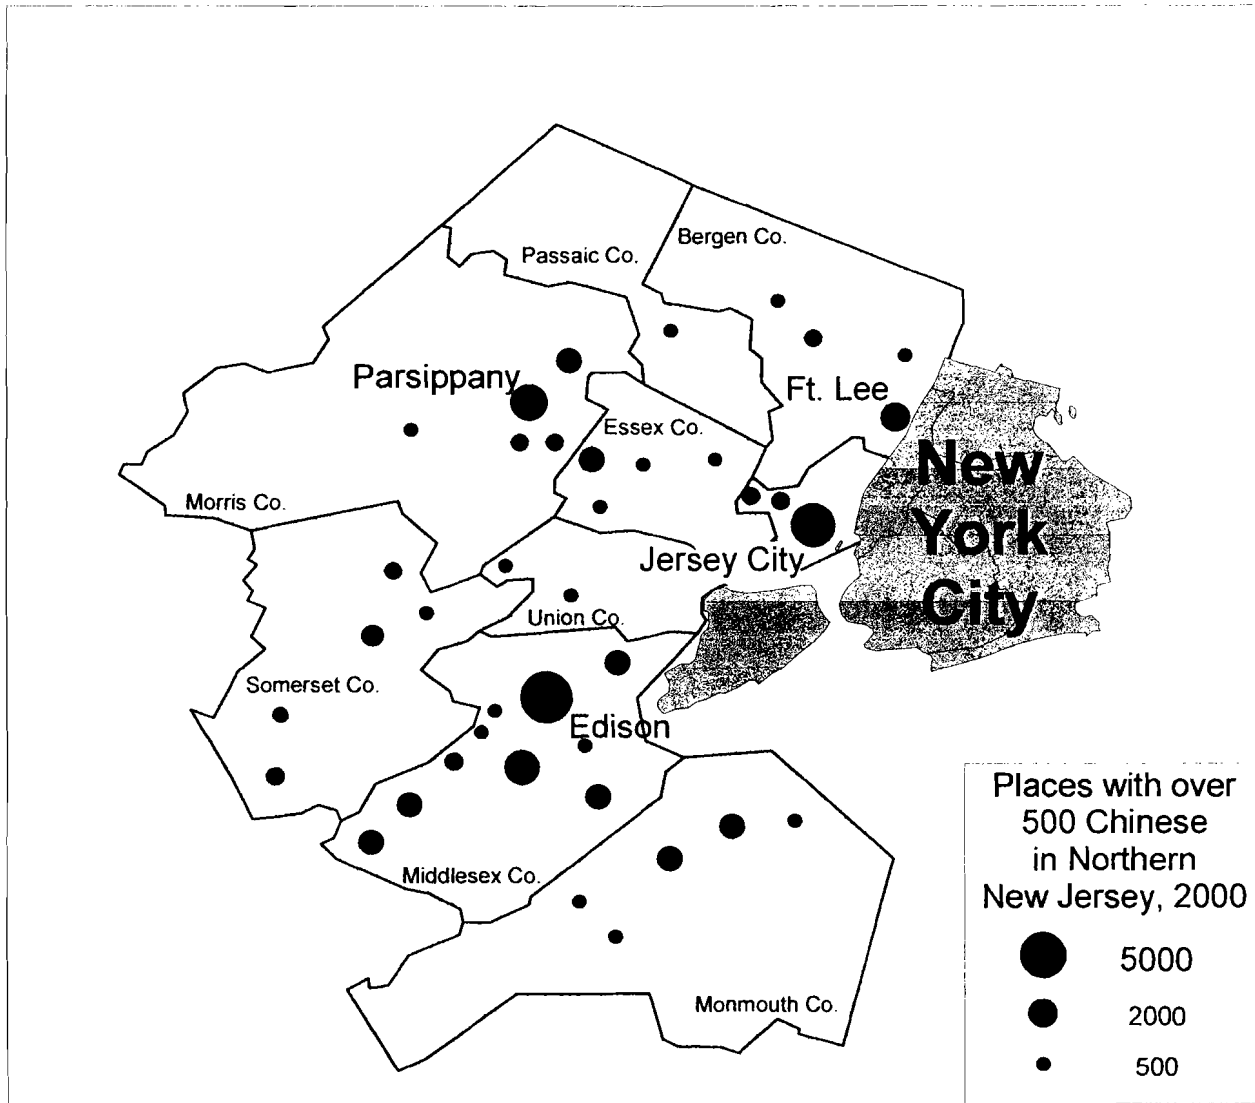 Bergen Co.
Passaic Co.
Parsippany
Ft. Lee
Essex Co.
New
York
City
Morris Co.
Jersey City
Union Co.
Somerset Co.
Edison
Middlesex Co.
Monmouth Co.
Places with over
500 Chinese
in Northern
New Jersey, 2000
5000
2000
500